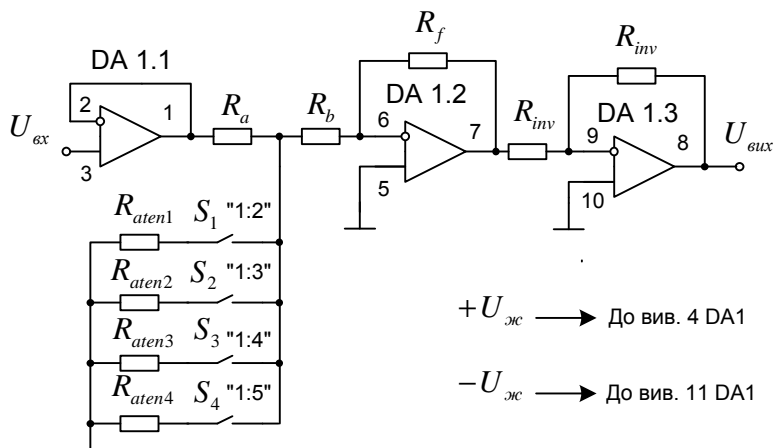 R_f
R_inv
DA 1.1
DA 1.2
DA 1.3
2
1
R_a
R_b
6
7
R_inv
9
8
U_вх
U_вих
3
5
10
R_aten1
S_1 "1:2"
R_aten2
S_2 "1:3"
R_aten3
S_3 "1:4"
R_aten4
S_4 "1:5"
+U_ж
До вив. 4 DA1
−U_ж
До вив. 11 DA1